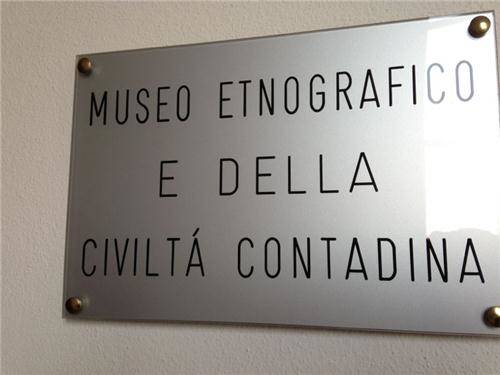 MUSEO ETNOGRAFICO
E DELLA
CIVILTÁ CONTADINA